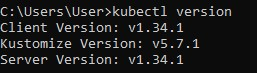 C:\Users\User>kubectl version
Client Version: v1.34.1
Kustomize Version: v5.7.1
Server Version: v1.34.1